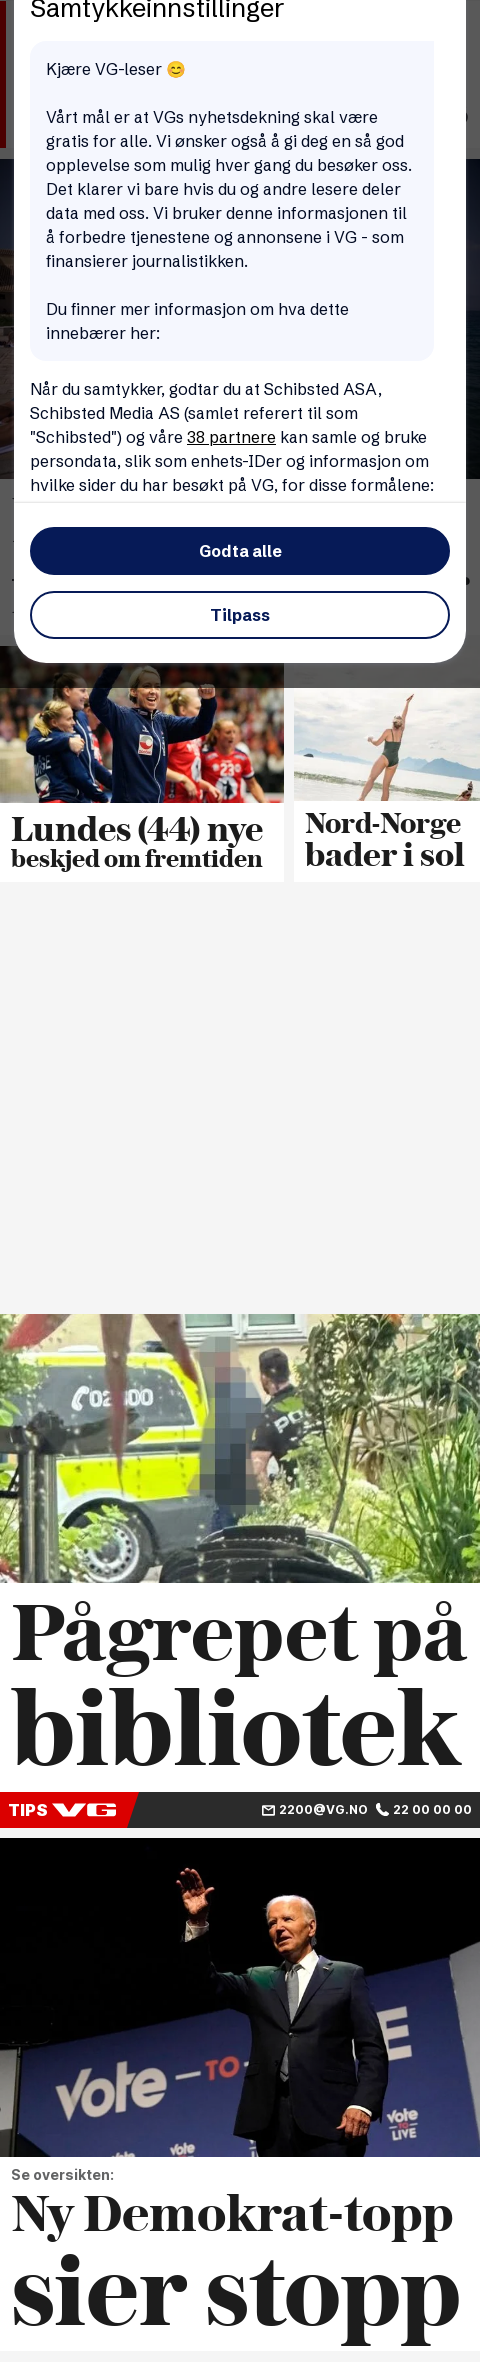 Samtykkeinnstillinger
Kjære VG-leser 😊
Vårt mål er at VGs nyhetsdekning skal være
gratis for alle. Vi ønsker også å gi deg en så god
opplevelse som mulig hver gang du besøker oss.
Det klarer vi bare hvis du og andre lesere deler
data med oss. Vi bruker denne informasjonen til
å forbedre tjenestene og annonsene i VG - som
finansierer journalistikken.
Du finner mer informasjon om hva dette
innebærer her:
Når du samtykker, godtar du at Schibsted ASA,
Schibsted Media AS (samlet referert til som
"Schibsted") og våre 38 partnere kan samle og bruke
persondata, slik som enhets-IDer og informasjon om
hvilke sider du har besøkt på VG, for disse formålene:
Godta alle
Tilpass
Lundes (44) nye
beskjed om fremtiden
Nord-Norge
bader i sol
02800
Pågrepet på
bibliotek
TIPS VG
2200@VG.NO 22 00 00 00
Vote TO
Vote
TO
LIVE
Se oversikten:
Ny Demokrat-topp
sier stopp